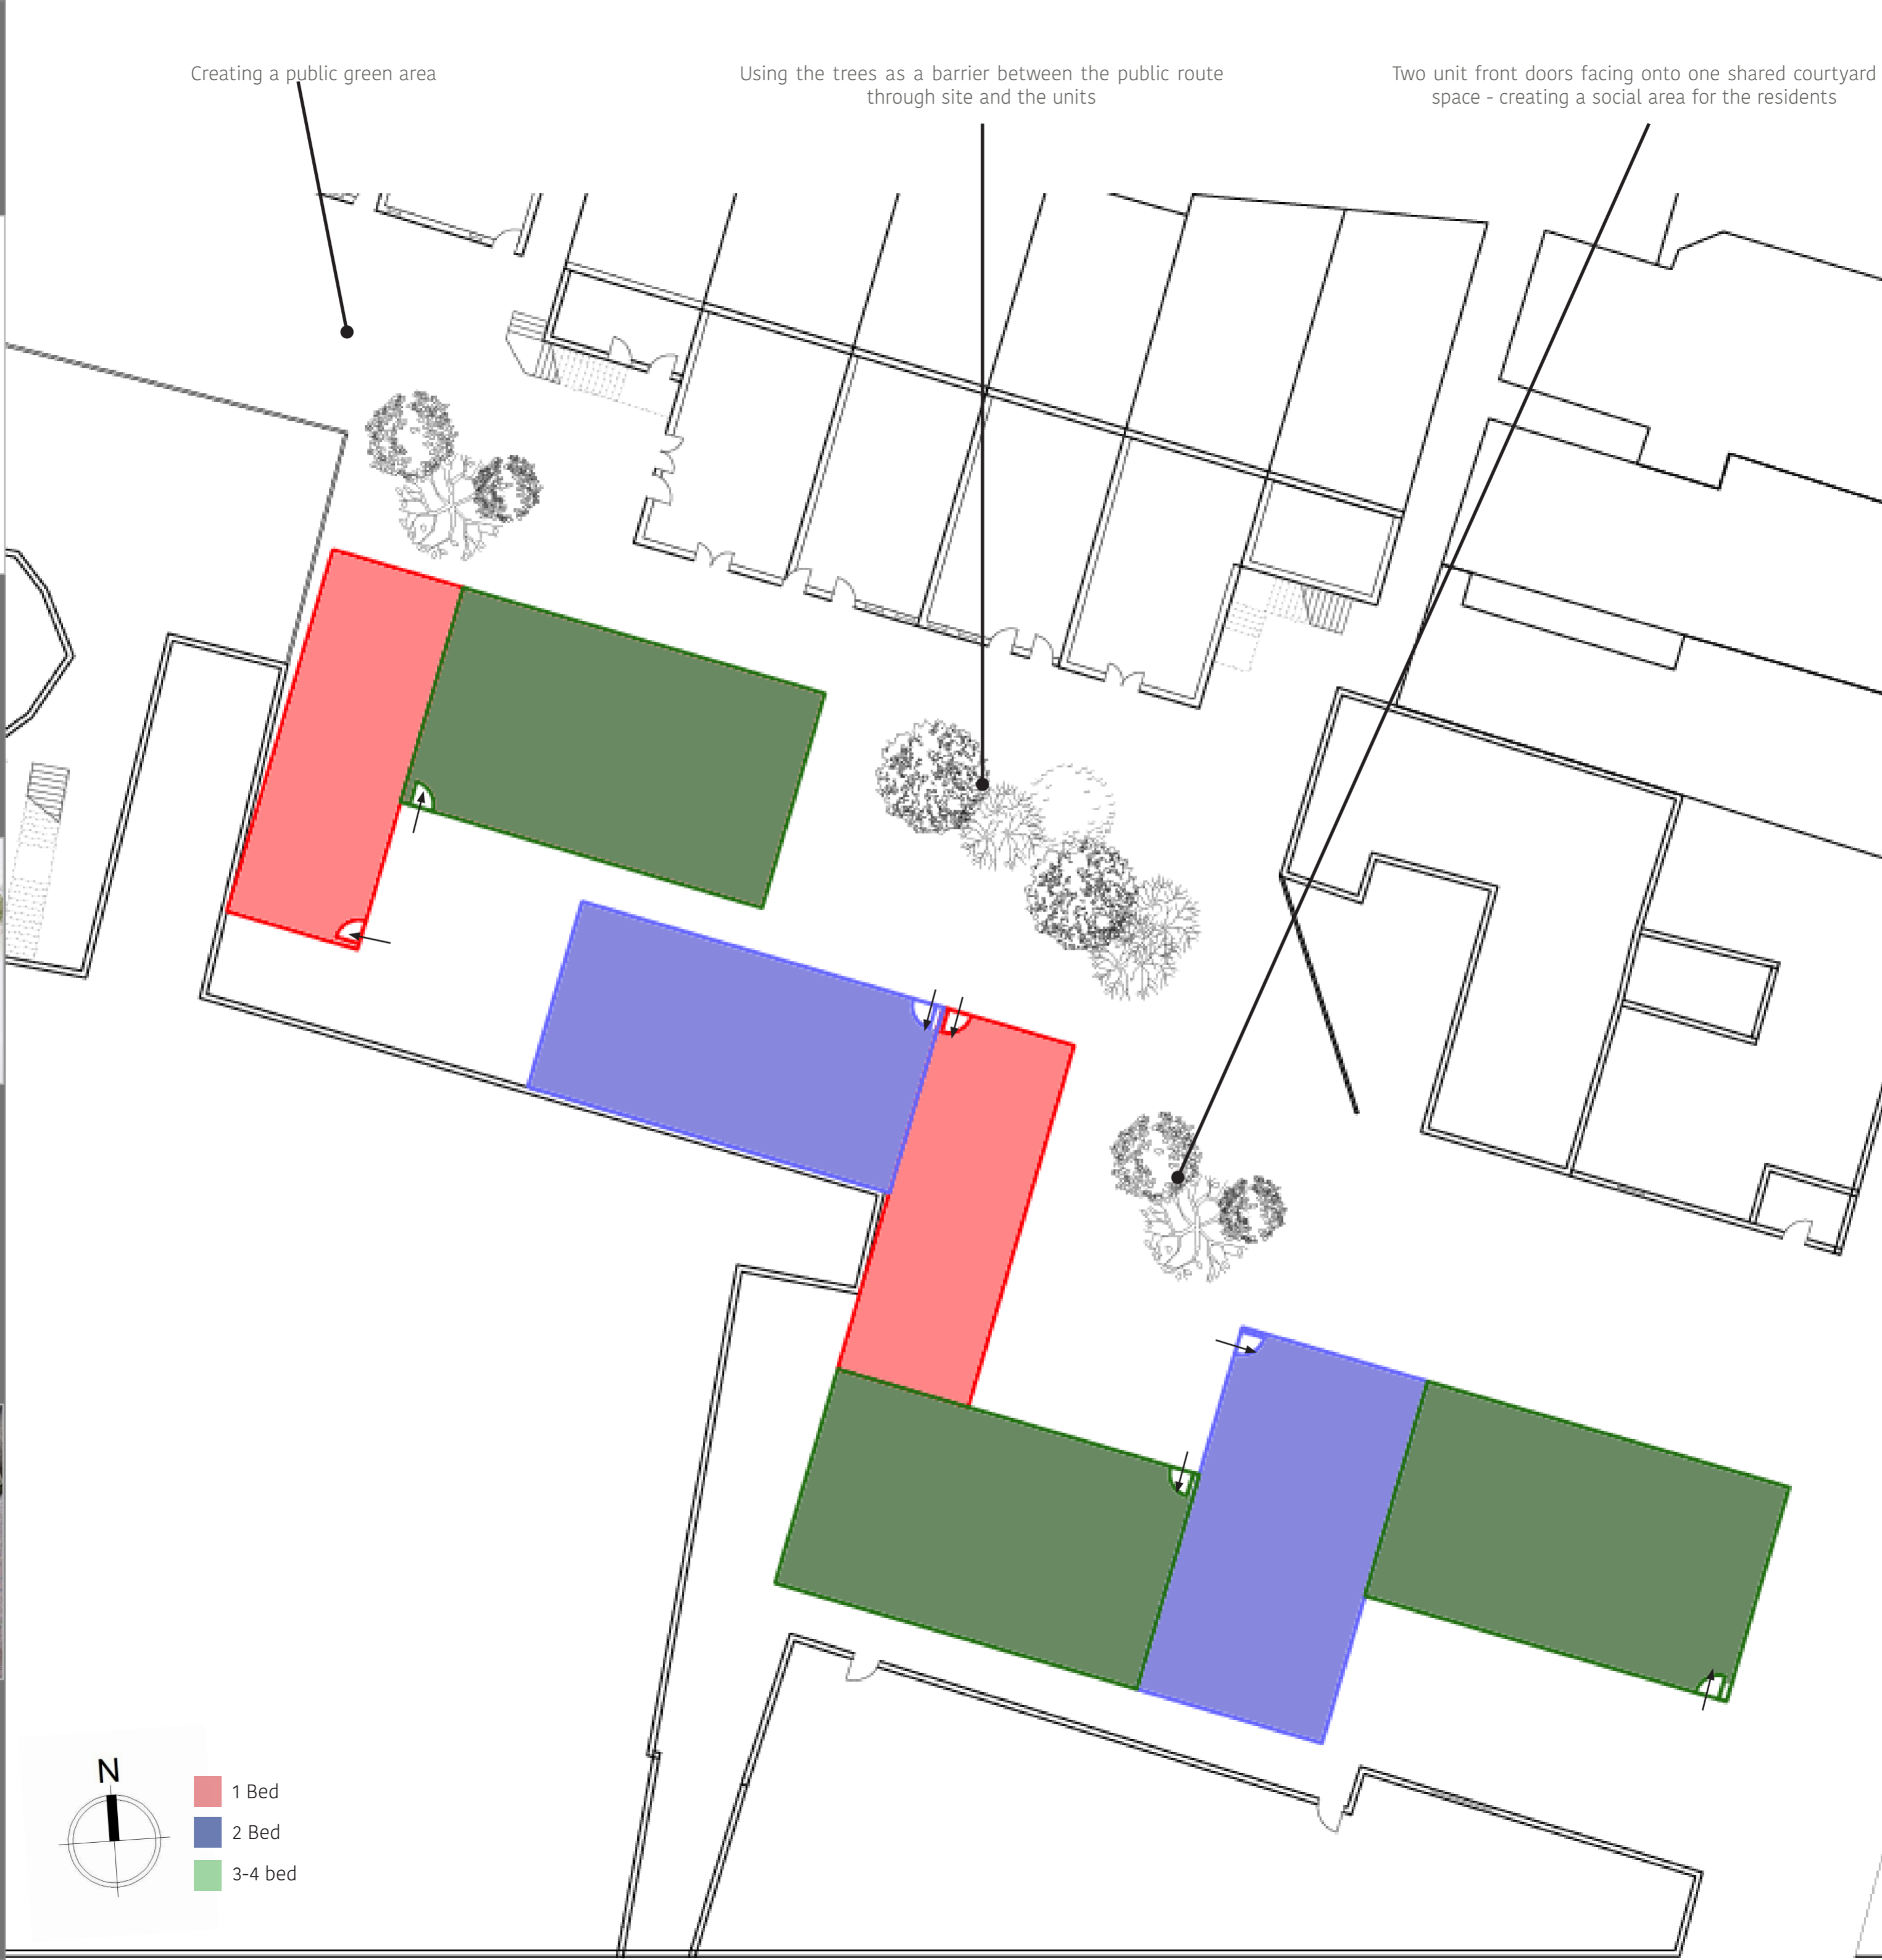 Creating a public green area
Using the trees as a barrier between the public route
through site and the units
Two unit front doors facing onto one shared courtyard
space - creating a social area for the residents
N
1 Bed
2 Bed
3-4 bed